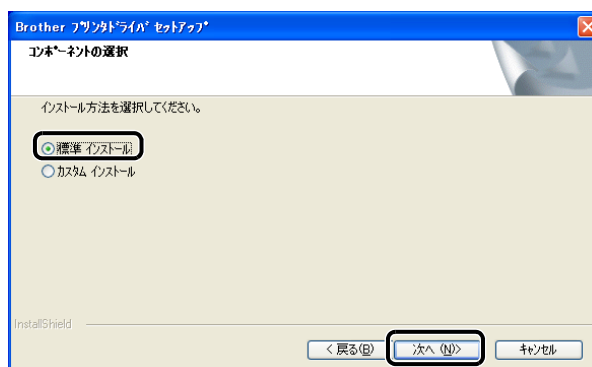 Brother プリンタドライバ セットアップ
コンポーネントの選択
インストール方法を選択してください。
標準 インストール
カスタム インストール
InstallShield
< 戻る(B) 次へ (N)> キャンセル